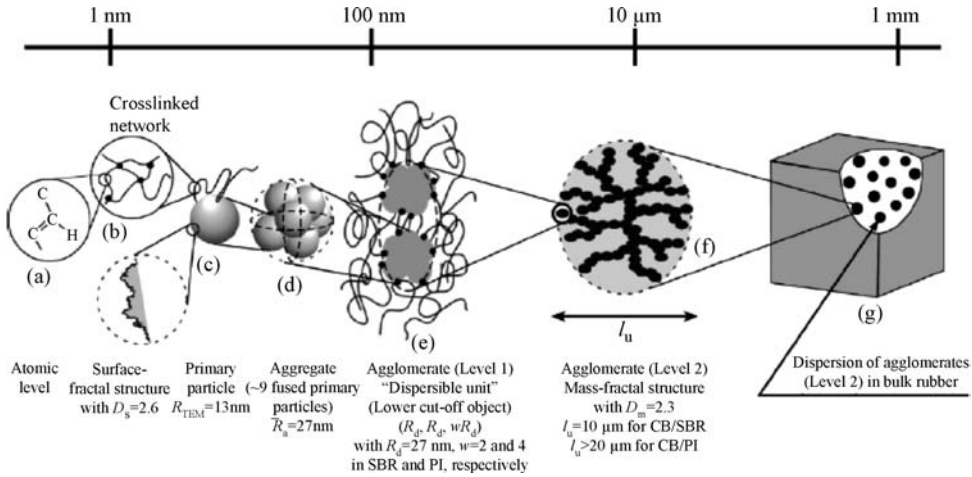 1 nm
100 nm
10 μm
1 mm
Crosslinked
network
C
C
H
(a)
(b)
(c)
(d)
(e)
(f)
(g)
l_u
Atomic
level
Surface-
fractal structure
with D_s=2.6
Primary
particle
R_TEM=13nm
Aggregate
(~9 fused primary
particles)
R̄_a=27nm
Agglomerate (Level 1)
"Dispersible unit"
(Lower cut-off object)
(R_d, R_d, wR_d)
with R_d=27 nm, w=2 and 4
in SBR and PI, respectively
Agglomerate (Level 2)
Mass-fractal structure
with D_m=2.3
l_u=10 μm for CB/SBR
l_u>20 μm for CB/PI
Dispersion of agglomerates
(Level 2) in bulk rubber